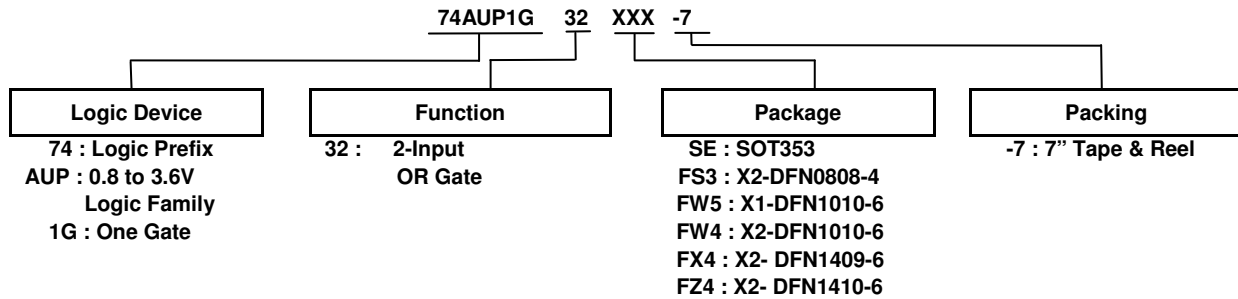 74AUP1G 32 XXX -7
Logic Device
74 : Logic Prefix
AUP : 0.8 to 3.6V
Logic Family
1G : One Gate
Function
32 : 2-Input
OR Gate
Package
SE : SOT353
FS3 : X2-DFN0808-4
FW5 : X1-DFN1010-6
FW4 : X2-DFN1010-6
FX4 : X2- DFN1409-6
FZ4 : X2- DFN1410-6
Packing
-7 : 7” Tape & Reel